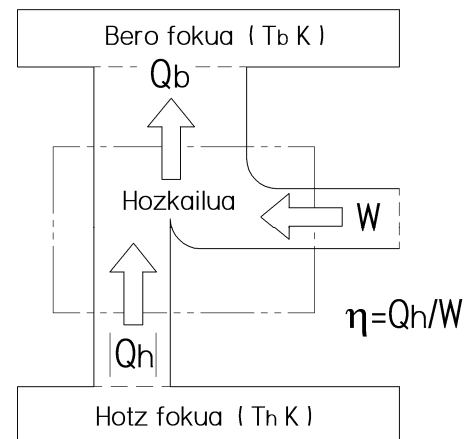 Bero fokua ( Tb K )
Qb
Hozkailua
W
η=Qh/W
Qh
Hotz fokua ( Th K )